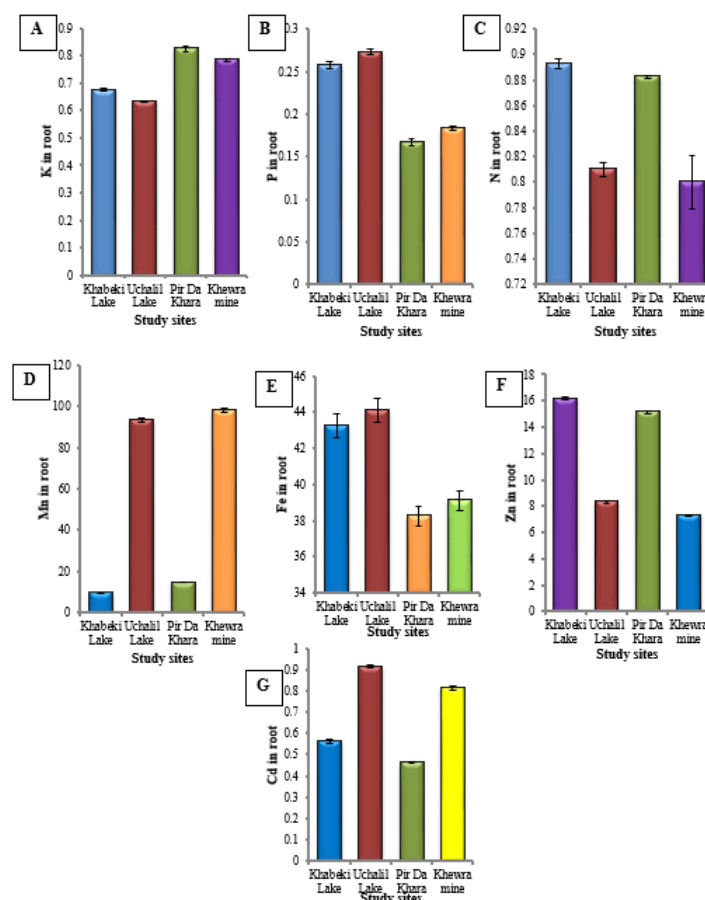 A
K in root
0.9
0.8
0.7
0.6
0.5
0.4
0.3
0.2
0.1
0
Khabeki Uchalil Pir Da Khewra
Lake Lake Khara mine
Study sites
B
P in root
0.3
0.25
0.2
0.15
0.1
0.05
0
Khabeki Uchalil Pir Da Khewra
Lake Lake Khara mine
Study sites
C
N in root
0.92
0.9
0.88
0.86
0.84
0.82
0.8
0.78
0.76
0.74
0.72
Khabeki Uchalil Pir Da Khewr
Lake Lake Khara mine
Study sites
D
Mn in root
120
100
80
60
40
20
0
Khabeki Uchalil Pir Da Khewra
Lake Lake Khara mine
Study sites
E
Fe in root
46
44
42
40
38
36
34
Khabeki Uchalil Pir Da Khewra
Lake Lake Khara mine
Study sites
F
Zn in root
18
16
14
12
10
8
6
4
2
0
Khabeki Uchalil Pir Da Khewra
Lake Lake Khara mine
Study sites
G
Cd in root
1
0.9
0.8
0.7
0.6
0.5
0.4
0.3
0.2
0.1
0
Khabeki Uchalil Pir Da Khewra
Lake Lake Khara mine
Study sites